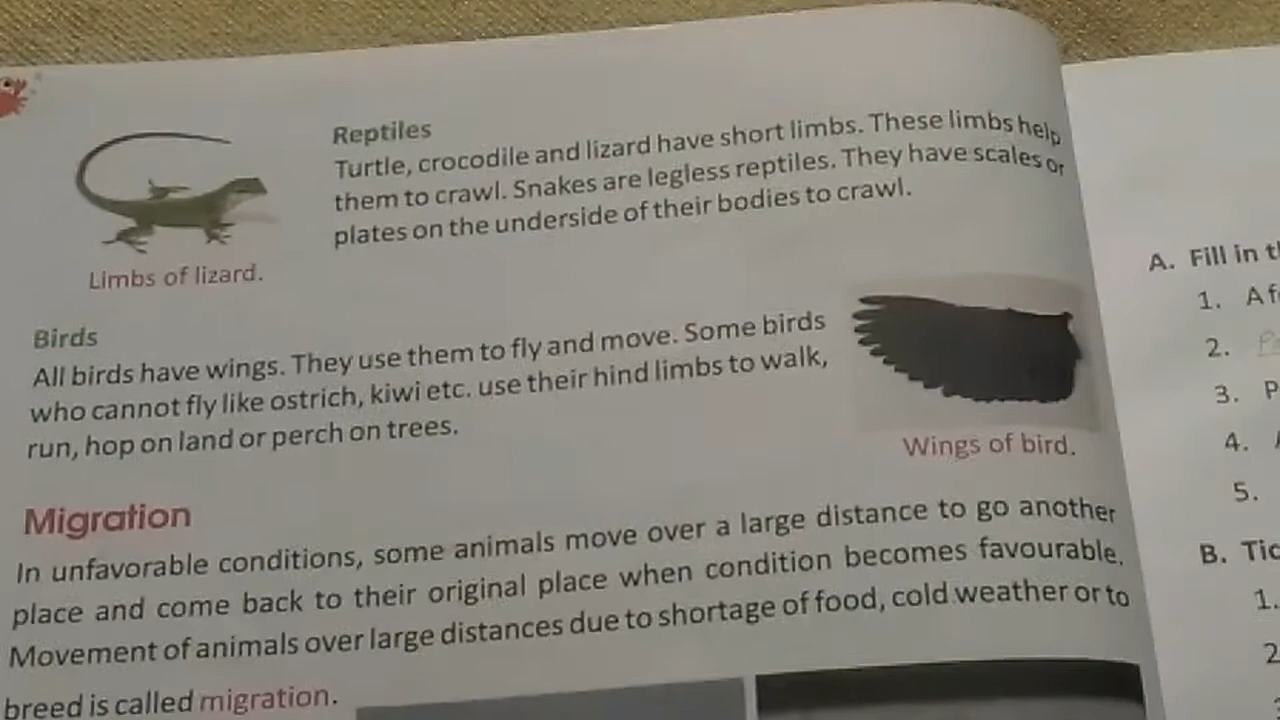 Reptiles
Turtle, crocodile and lizard have short limbs. These limbs help
them to crawl. Snakes are legless reptiles. They have scales or
plates on the underside of their bodies to crawl.
Limbs of lizard.
Birds
All birds have wings. They use them to fly and move. Some birds
who cannot fly like ostrich, kiwi etc. use their hind limbs to walk,
run, hop on land or perch on trees.
Wings of bird.
Migration
In unfavorable conditions, some animals move over a large distance to go another
place and come back to their original place when condition becomes favourable.
Movement of animals over large distances due to shortage of food, cold weather or to
breed is called migration.
A. Fill in
1. A
2.
3. P
4.
5.
B.
1.
2